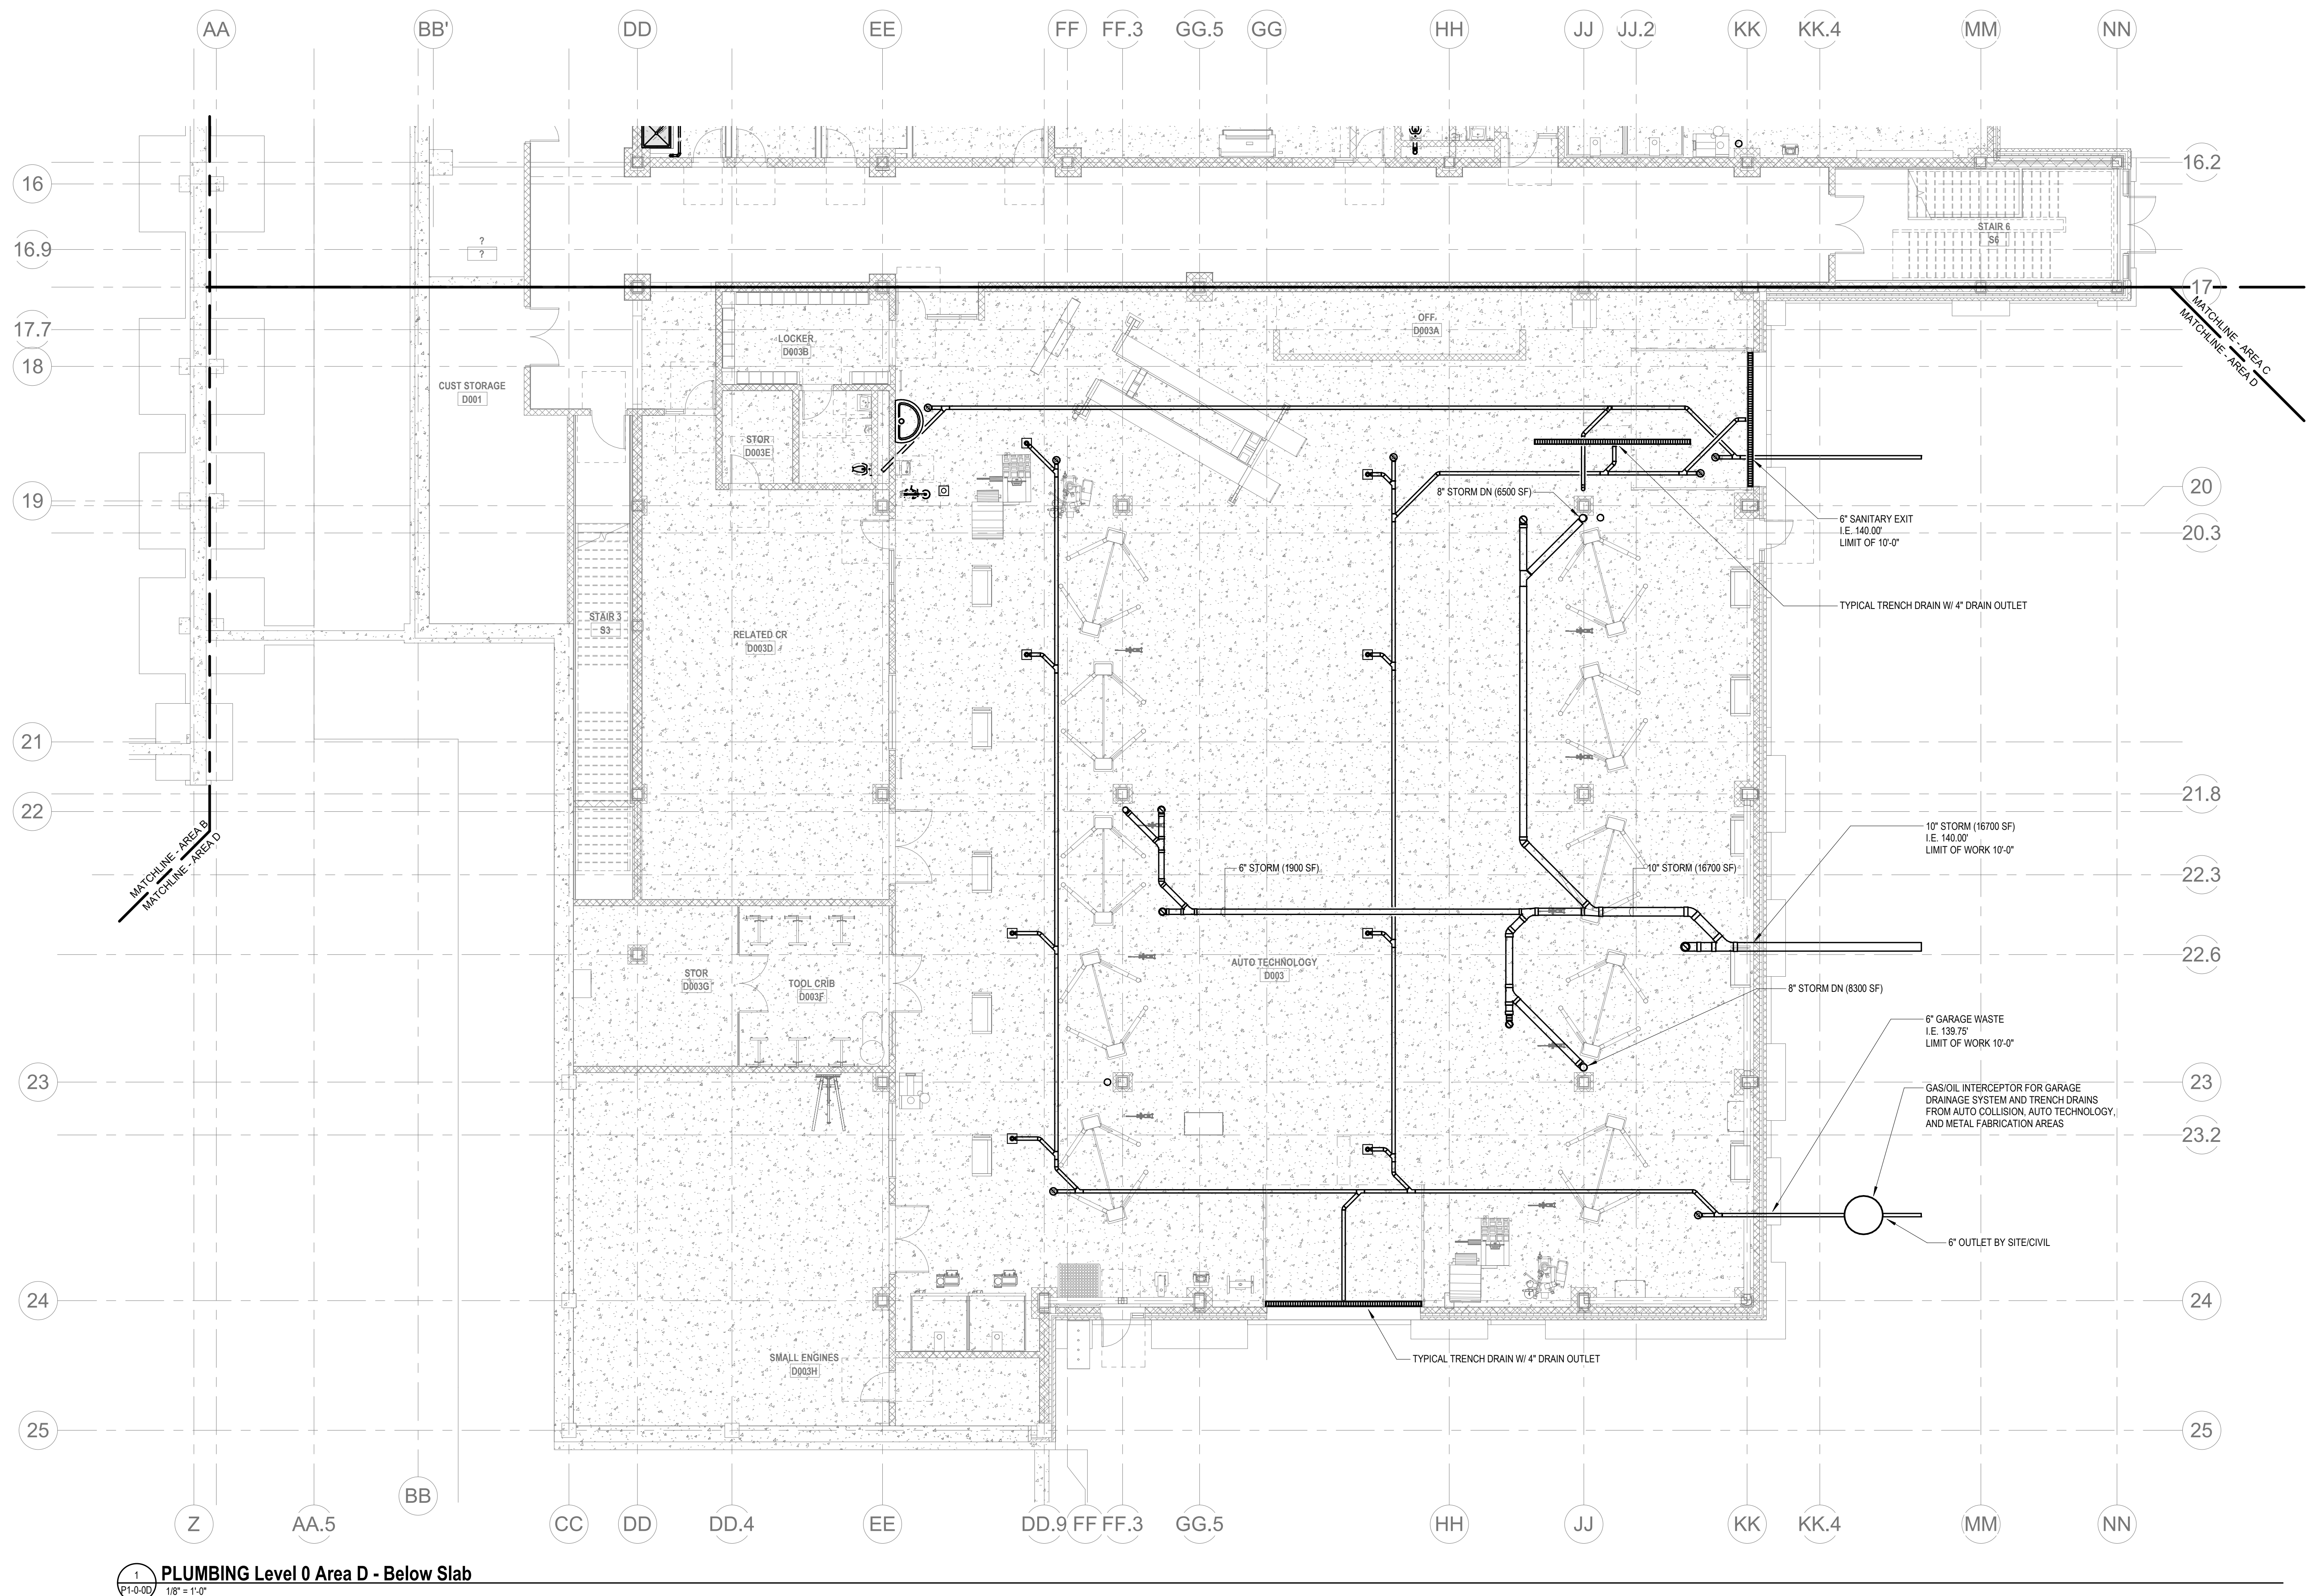 AA
BB'
DD
EE
FF
FF.3
GG.5
GG
HH
JJ
JJ.2
KK
KK.4
MM
NN
16
16.2
16.9
?
?
STAIR 6
S6
17
MATCHLINE - AREA C
MATCHLINE - AREA D
17.7
18
OFF.
D003A
LOCKER
D003B
CUST STORAGE
D001
STOR
D003E
19
20
8" STORM DN (6500 SF)
6" SANITARY EXIT
I.E. 140.00'
LIMIT OF 10'-0"
20.3
TYPICAL TRENCH DRAIN W/ 4" DRAIN OUTLET
STAIR 3
S3
RELATED CR
D003D
21
21.8
22
MATCHLINE - AREA B
MATCHLINE - AREA D
10" STORM (16700 SF)
I.E. 140.00'
LIMIT OF WORK 10'-0"
6" STORM (1900 SF)
10" STORM (16700 SF)
22.3
22.6
AUTO TECHNOLOGY
D003
STOR
D003G
TOOL CRIB
D003F
8" STORM DN (8300 SF)
6" GARAGE WASTE
I.E. 139.75'
LIMIT OF WORK 10'-0"
23
23
GAS/OIL INTERCEPTOR FOR GARAGE
DRAINAGE SYSTEM AND TRENCH DRAINS
FROM AUTO COLLISION, AUTO TECHNOLOGY,
AND METAL FABRICATION AREAS
23.2
6" OUTLET BY SITE/CIVIL
24
24
SMALL ENGINES
D003H
TYPICAL TRENCH DRAIN W/ 4" DRAIN OUTLET
25
25
BB
Z
AA.5
CC
DD
DD.4
EE
DD.9
FF
FF.3
GG.5
HH
JJ
KK
KK.4
MM
NN
1
P1-0-0D
PLUMBING Level 0 Area D - Below Slab
1/8" = 1'-0"